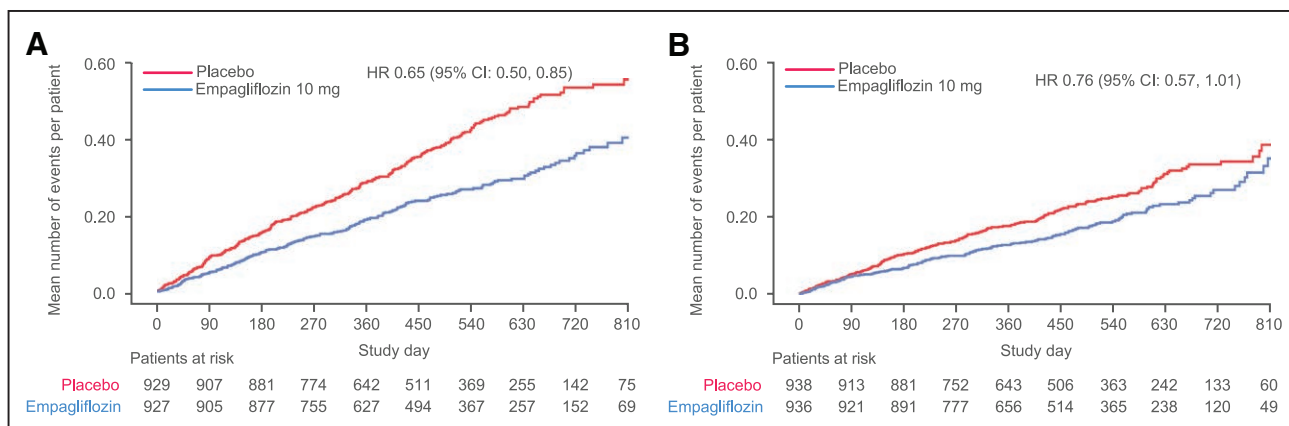 A
Mean number of events per patient
0.60
0.40
0.20
0.0
Placebo
Empagliflozin 10 mg
HR 0.65 (95% CI: 0.50, 0.85)
0 90 180 270 360 450 540 630 720 810
Study day
Patients at risk
Placebo 929 907 881 774 642 511 369 255 142 75
Empagliflozin 927 905 877 755 627 494 367 257 152 69
B
Mean number of events per patient
0.60
0.40
0.20
0.0
Placebo
Empagliflozin 10 mg
HR 0.76 (95% CI: 0.57, 1.01)
0 90 180 270 360 450 540 630 720 810
Study day
Patients at risk
Placebo 938 913 881 752 643 506 363 242 133 60
Empagliflozin 936 921 891 777 656 514 365 238 120 49